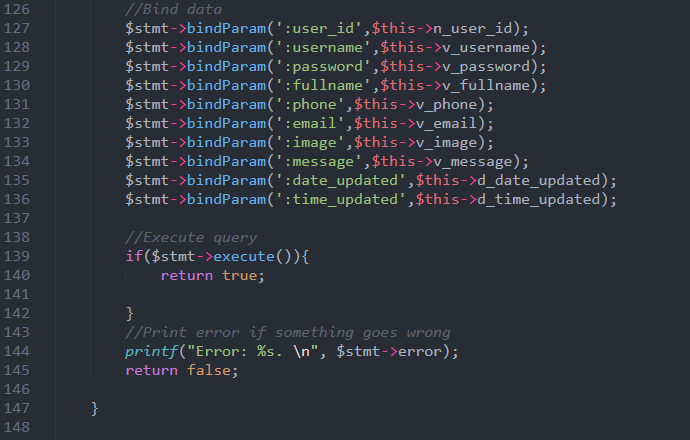 126 //Bind data
127 $stmt->bindParam(':user_id',$this->n_user_id);
128 $stmt->bindParam(':username',$this->v_username);
129 $stmt->bindParam(':password',$this->v_password);
130 $stmt->bindParam(':fullname',$this->v_fullname);
131 $stmt->bindParam(':phone',$this->v_phone);
132 $stmt->bindParam(':email',$this->v_email);
133 $stmt->bindParam(':image',$this->v_image);
134 $stmt->bindParam(':message',$this->v_message);
135 $stmt->bindParam(':date_updated',$this->d_date_updated);
136 $stmt->bindParam(':time_updated',$this->d_time_updated);
137
138 //Execute query
139 if($stmt->execute()){
140 return true;
141
142 }
143 //Print error if something goes wrong
144 printf("Error: %s. \n", $stmt->error);
145 return false;
146
147 }
148